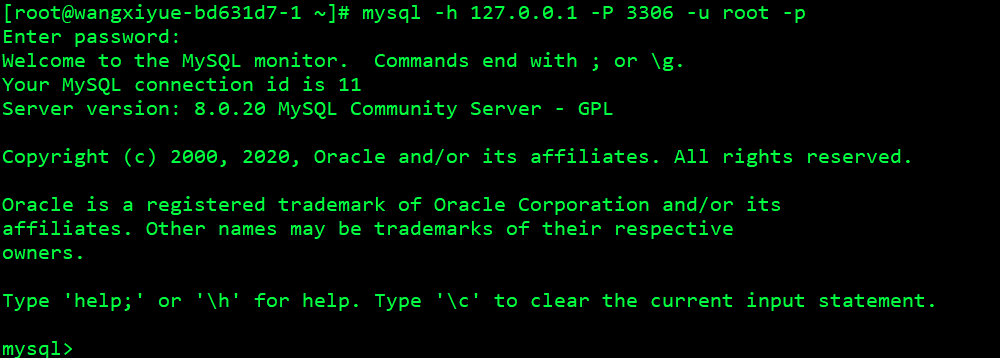 [root@wangxiyue-bd631d7-1 ~]# mysql -h 127.0.0.1 -P 3306 -u root -p
Enter password:
Welcome to the MySQL monitor.  Commands end with ; or \g.
Your MySQL connection id is 11
Server version: 8.0.20 MySQL Community Server - GPL
Copyright (c) 2000, 2020, Oracle and/or its affiliates. All rights reserved.
Oracle is a registered trademark of Oracle Corporation and/or its
affiliates. Other names may be trademarks of their respective
owners.
Type 'help;' or '\h' for help. Type '\c' to clear the current input statement.
mysql>